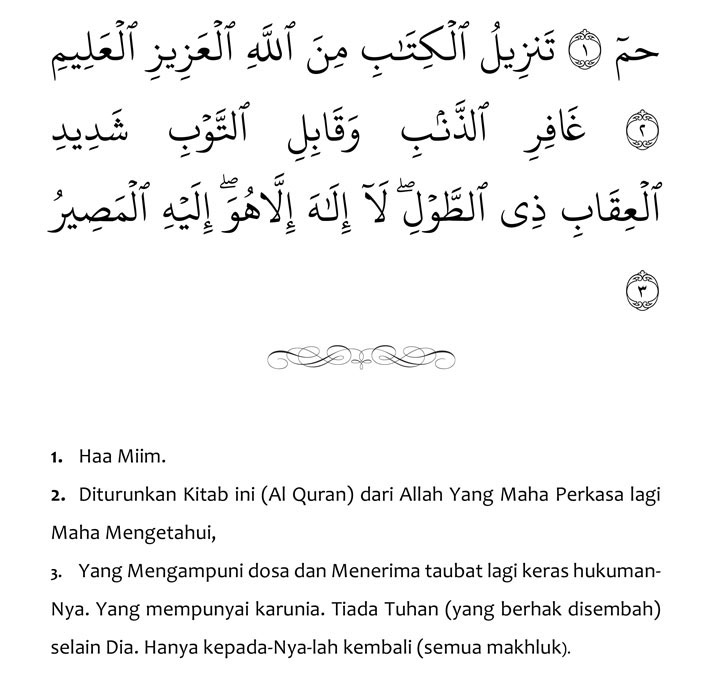 حمٓ ١ تَنزِيلُ ٱلۡكِتَٰبِ مِنَ ٱللَّهِ ٱلۡعَزِيزِ ٱلۡعَلِيمِ
٢ غَافِرِ ٱلذَّنۢبِ وَقَابِلِ ٱلتَّوۡبِ شَدِيدِ
ٱلۡعِقَابِ ذِى ٱلطَّوۡلِۖ لَآ إِلَٰهَ إِلَّاهُوَۖ إِلَيۡهِ ٱلۡمَصِيرُ
٣
1. Haa Miim.
2. Diturunkan Kitab ini (Al Quran) dari Allah Yang Maha Perkasa lagi
Maha Mengetahui,
3. Yang Mengampuni dosa dan Menerima taubat lagi keras hukuman-
Nya. Yang mempunyai karunia. Tiada Tuhan (yang berhak disembah)
selain Dia. Hanya kepada-Nya-lah kembali (semua makhluk).